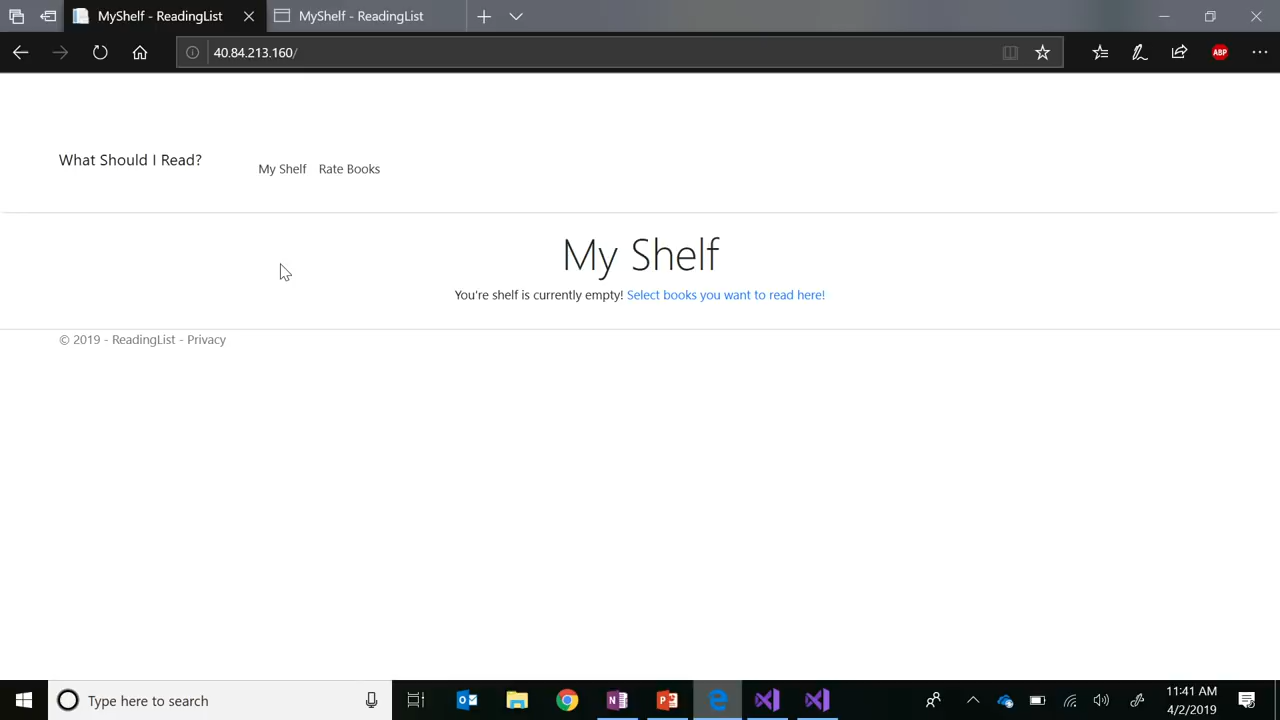 MyShelf - ReadingList
MyShelf - ReadingList
40.84.213.160/
ABP
What Should I Read?
My Shelf
Rate Books
My Shelf
You're shelf is currently empty! Select books you want to read here!
© 2019 - ReadingList - Privacy
Type here to search
11:41 AM
4/2/2019